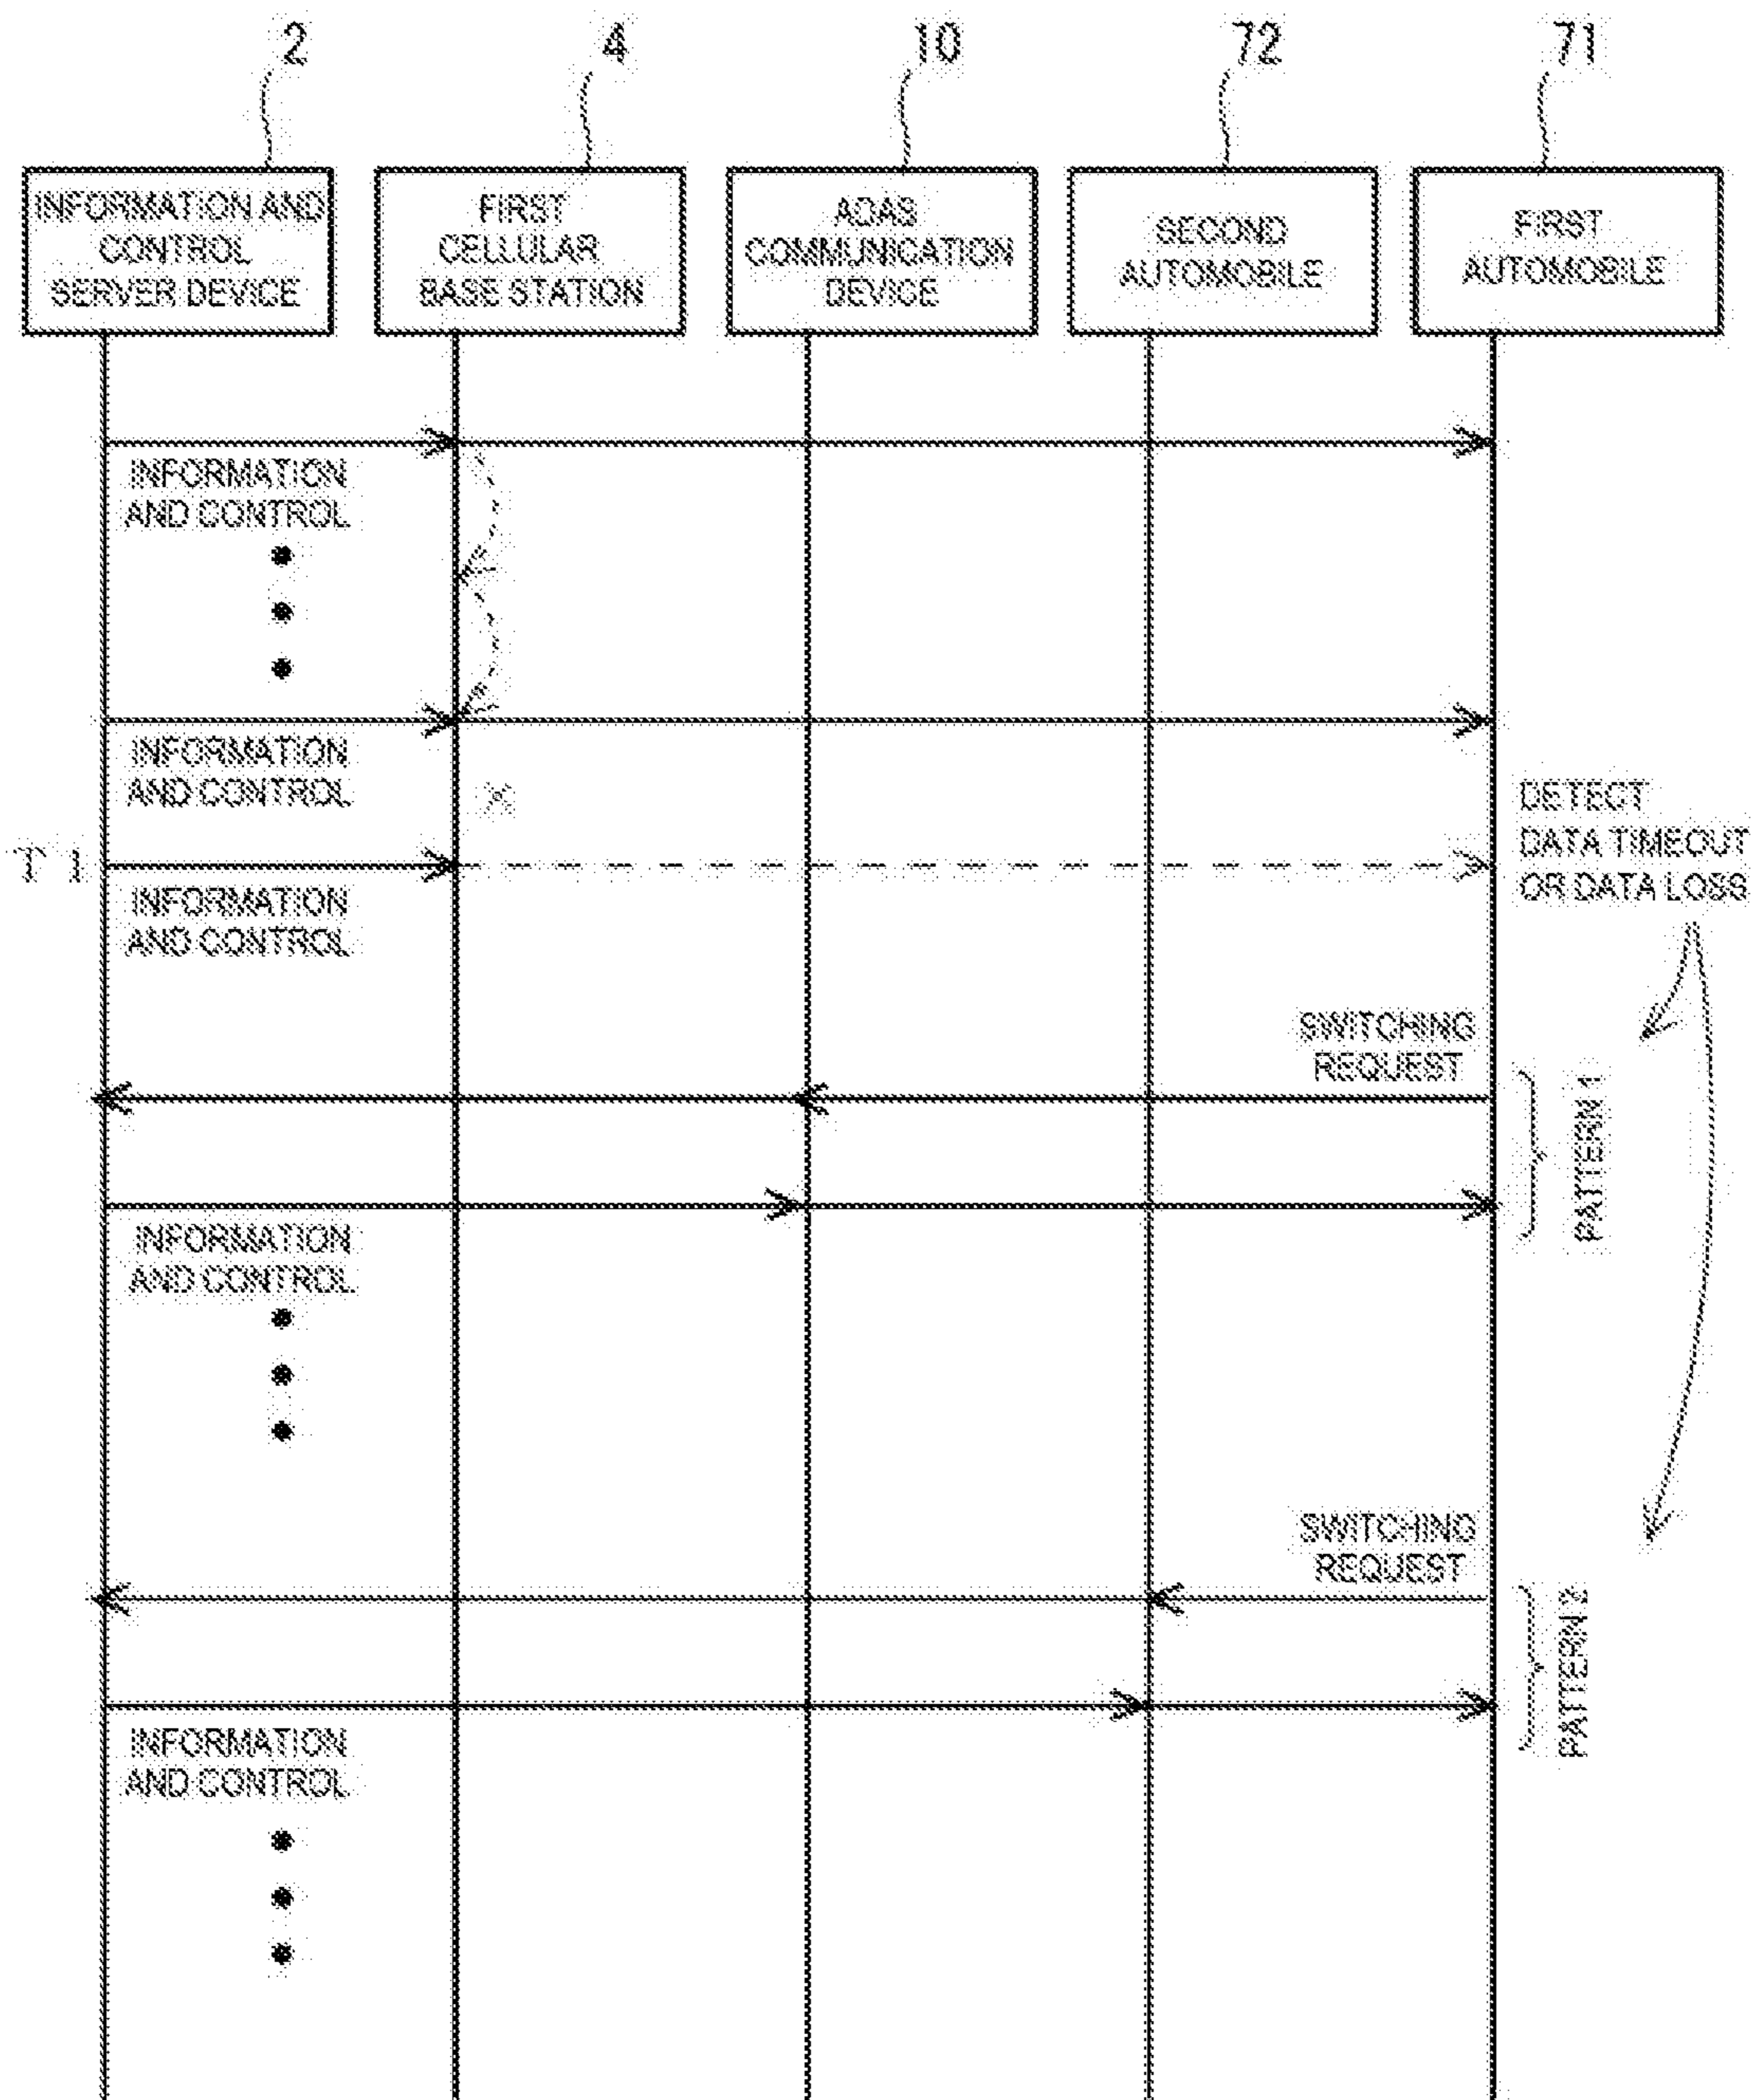 2
4
10
72
71
INFORMATION AND
CONTROL
SERVER DEVICE
FIRST
CELLULAR
BASE STATION
ADAS
COMMUNICATION
DEVICE
SECOND
AUTOMOBILE
FIRST
AUTOMOBILE
INFORMATION
AND CONTROL
INFORMATION
AND CONTROL
×
DETECT
DATA TIMEOUT
OR DATA LOSS
T 1
INFORMATION
AND CONTROL
SWITCHING
REQUEST
PATTERN 1
INFORMATION
AND CONTROL
SWITCHING
REQUEST
PATTERN 2
INFORMATION
AND CONTROL